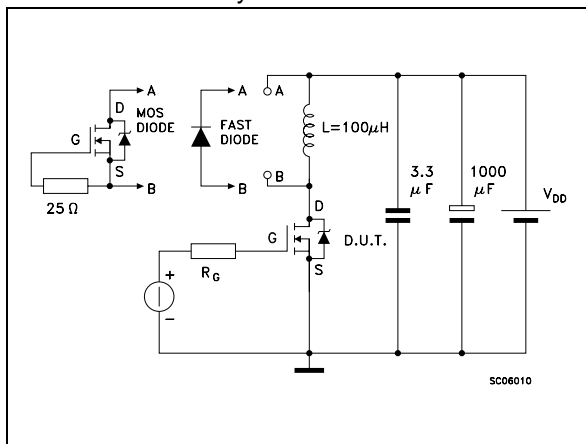 A
D
MOS
DIODE
G
S
B
25 Ω
A
FAST
DIODE
B
A
L=100μH
B
D
G
S
D.U.T.
RG
+
−
3.3
μF
1000
μF
VDD
SC06010